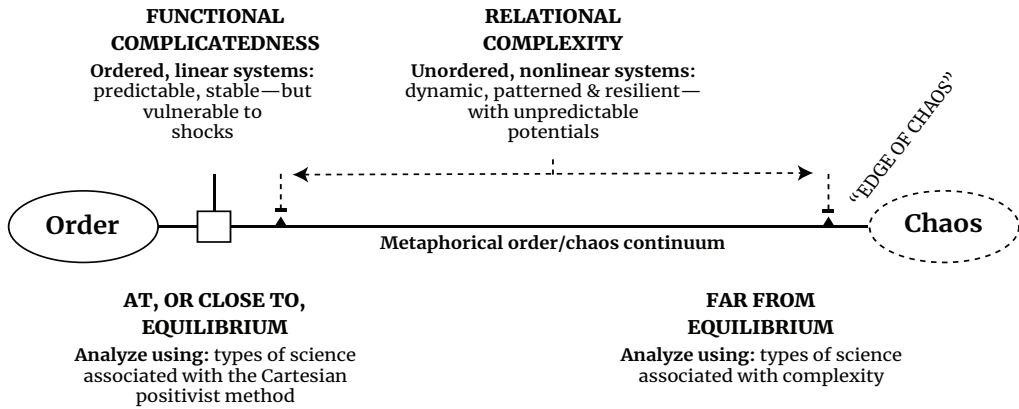 FUNCTIONAL
COMPLICATEDNESS
Ordered, linear systems:
predictable, stable—but
vulnerable to
shocks
RELATIONAL
COMPLEXITY
Unordered, nonlinear systems:
dynamic, patterned & resilient—
with unpredictable
potentials
“EDGE OF CHAOS”
Order
Metaphorical order/chaos continuum
Chaos
AT, OR CLOSE TO,
EQUILIBRIUM
Analyze using: types of science
associated with the Cartesian
positivist method
FAR FROM
EQUILIBRIUM
Analyze using: types of science
associated with complexity